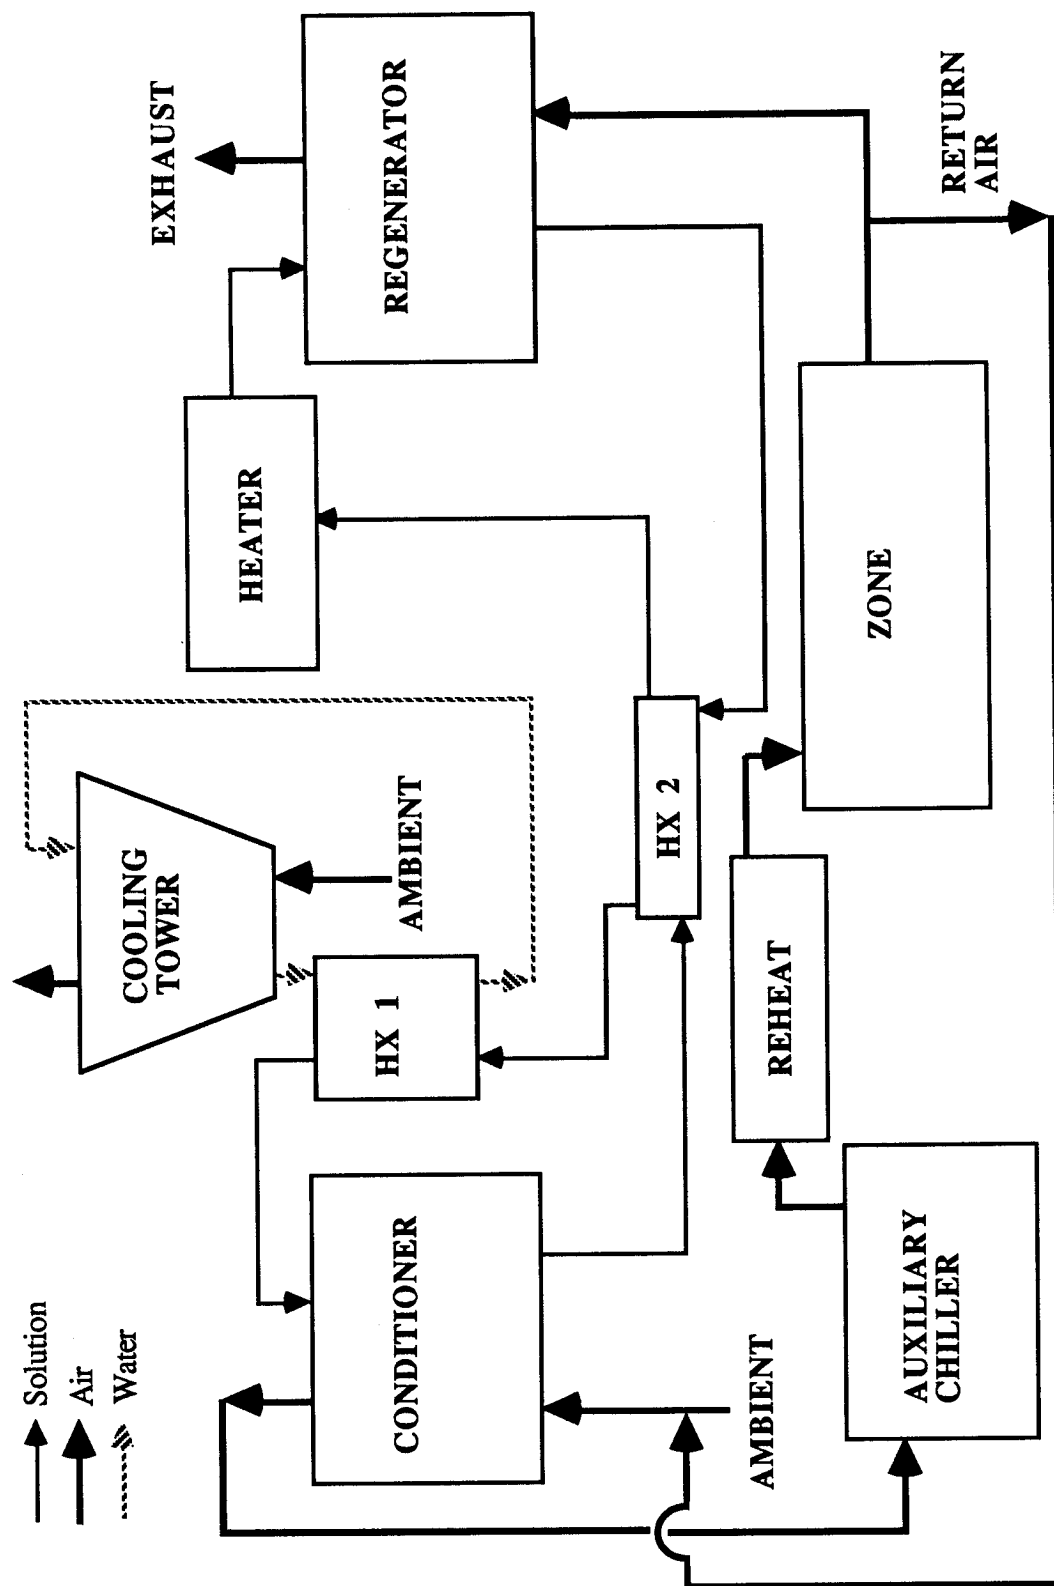 Solution
Air
Water
EXHAUST
REGENERATOR
RETURN
AIR
HEATER
ZONE
COOLING
TOWER
AMBIENT
HX 1
HX 2
REHEAT
CONDITIONER
AMBIENT
AUXILIARY
CHILLER